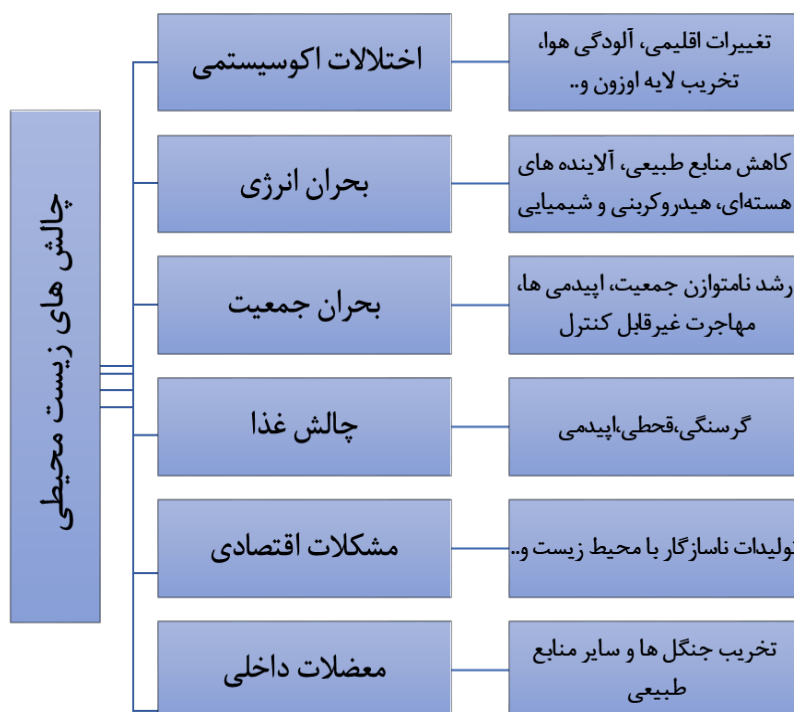 چالش های زیست محیطی
اختلالات اکوسیستمی
تغییرات اقلیمی، آلودگی هوا،
تخریب لایه اوزون و..
بحران انرژی
کاهش منابع طبیعی، آلاینده های
هسته‌ای، هیدروکربنی و شیمیایی
بحران جمعیت
رشد نامتوازن جمعیت، اپیدمی ها،
مهاجرت غیرقابل کنترل
چالش غذا
گرسنگی،قحطی،اپیدمی
مشکلات اقتصادی
تولیدات ناسازگار با محیط زیست و..
معضلات داخلی
تخریب جنگل ها و سایر منابع
طبیعی